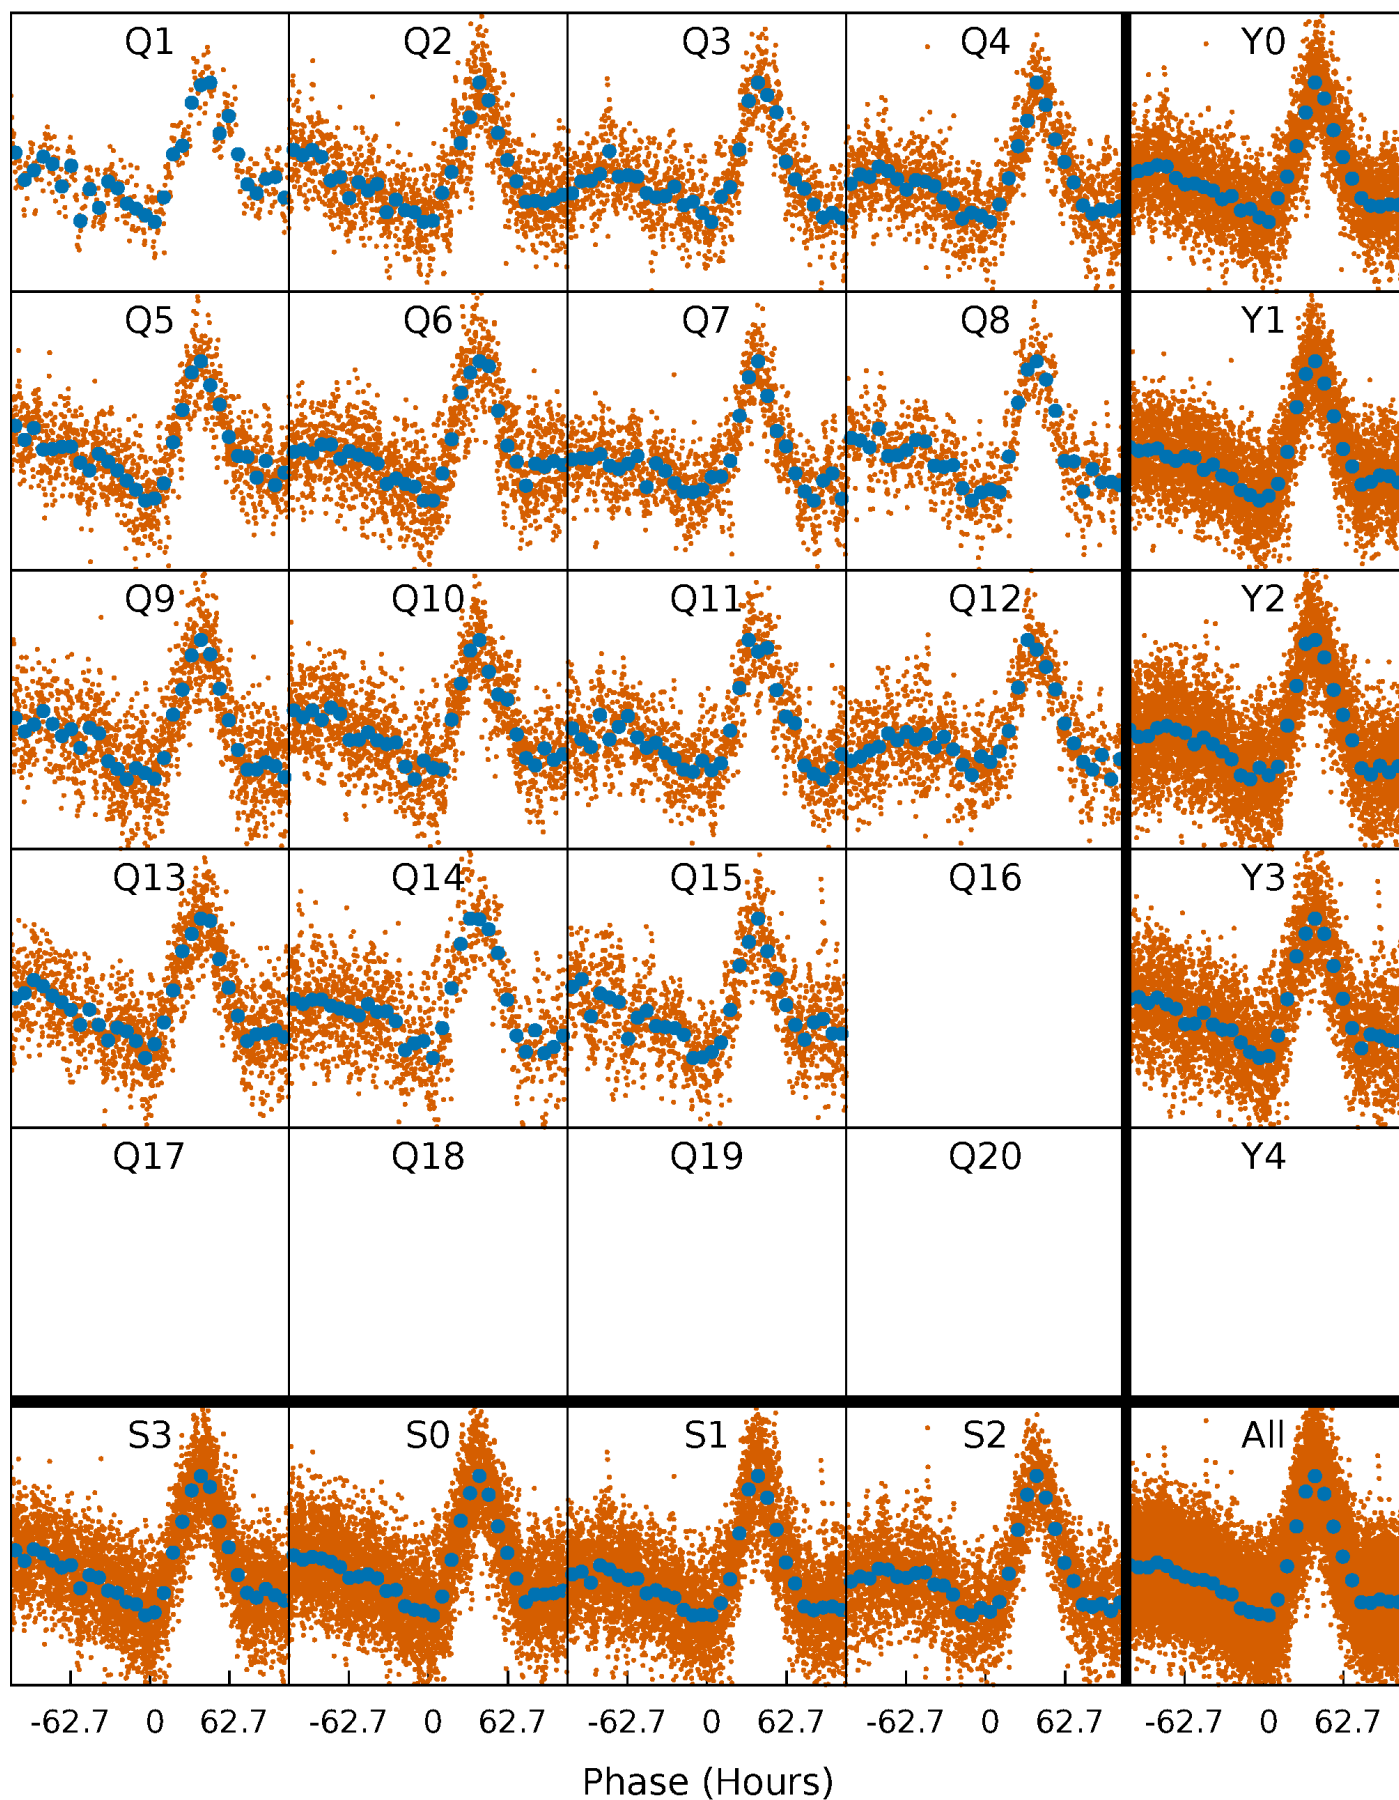 Q1 Q2 Q3 Q4 Y0
Q5 Q6 Q7 Q8 Y1
Q9 Q10 Q11 Q12 Y2
Q13 Q14 Q15 Q16 Y3
Q17 Q18 Q19 Q20 Y4
S3 S0 S1 S2 All
-62.7 0 62.7 -62.7 0 62.7 -62.7 0 62.7 -62.7 0 62.7 -62.7 0 62.7
Phase (Hours)